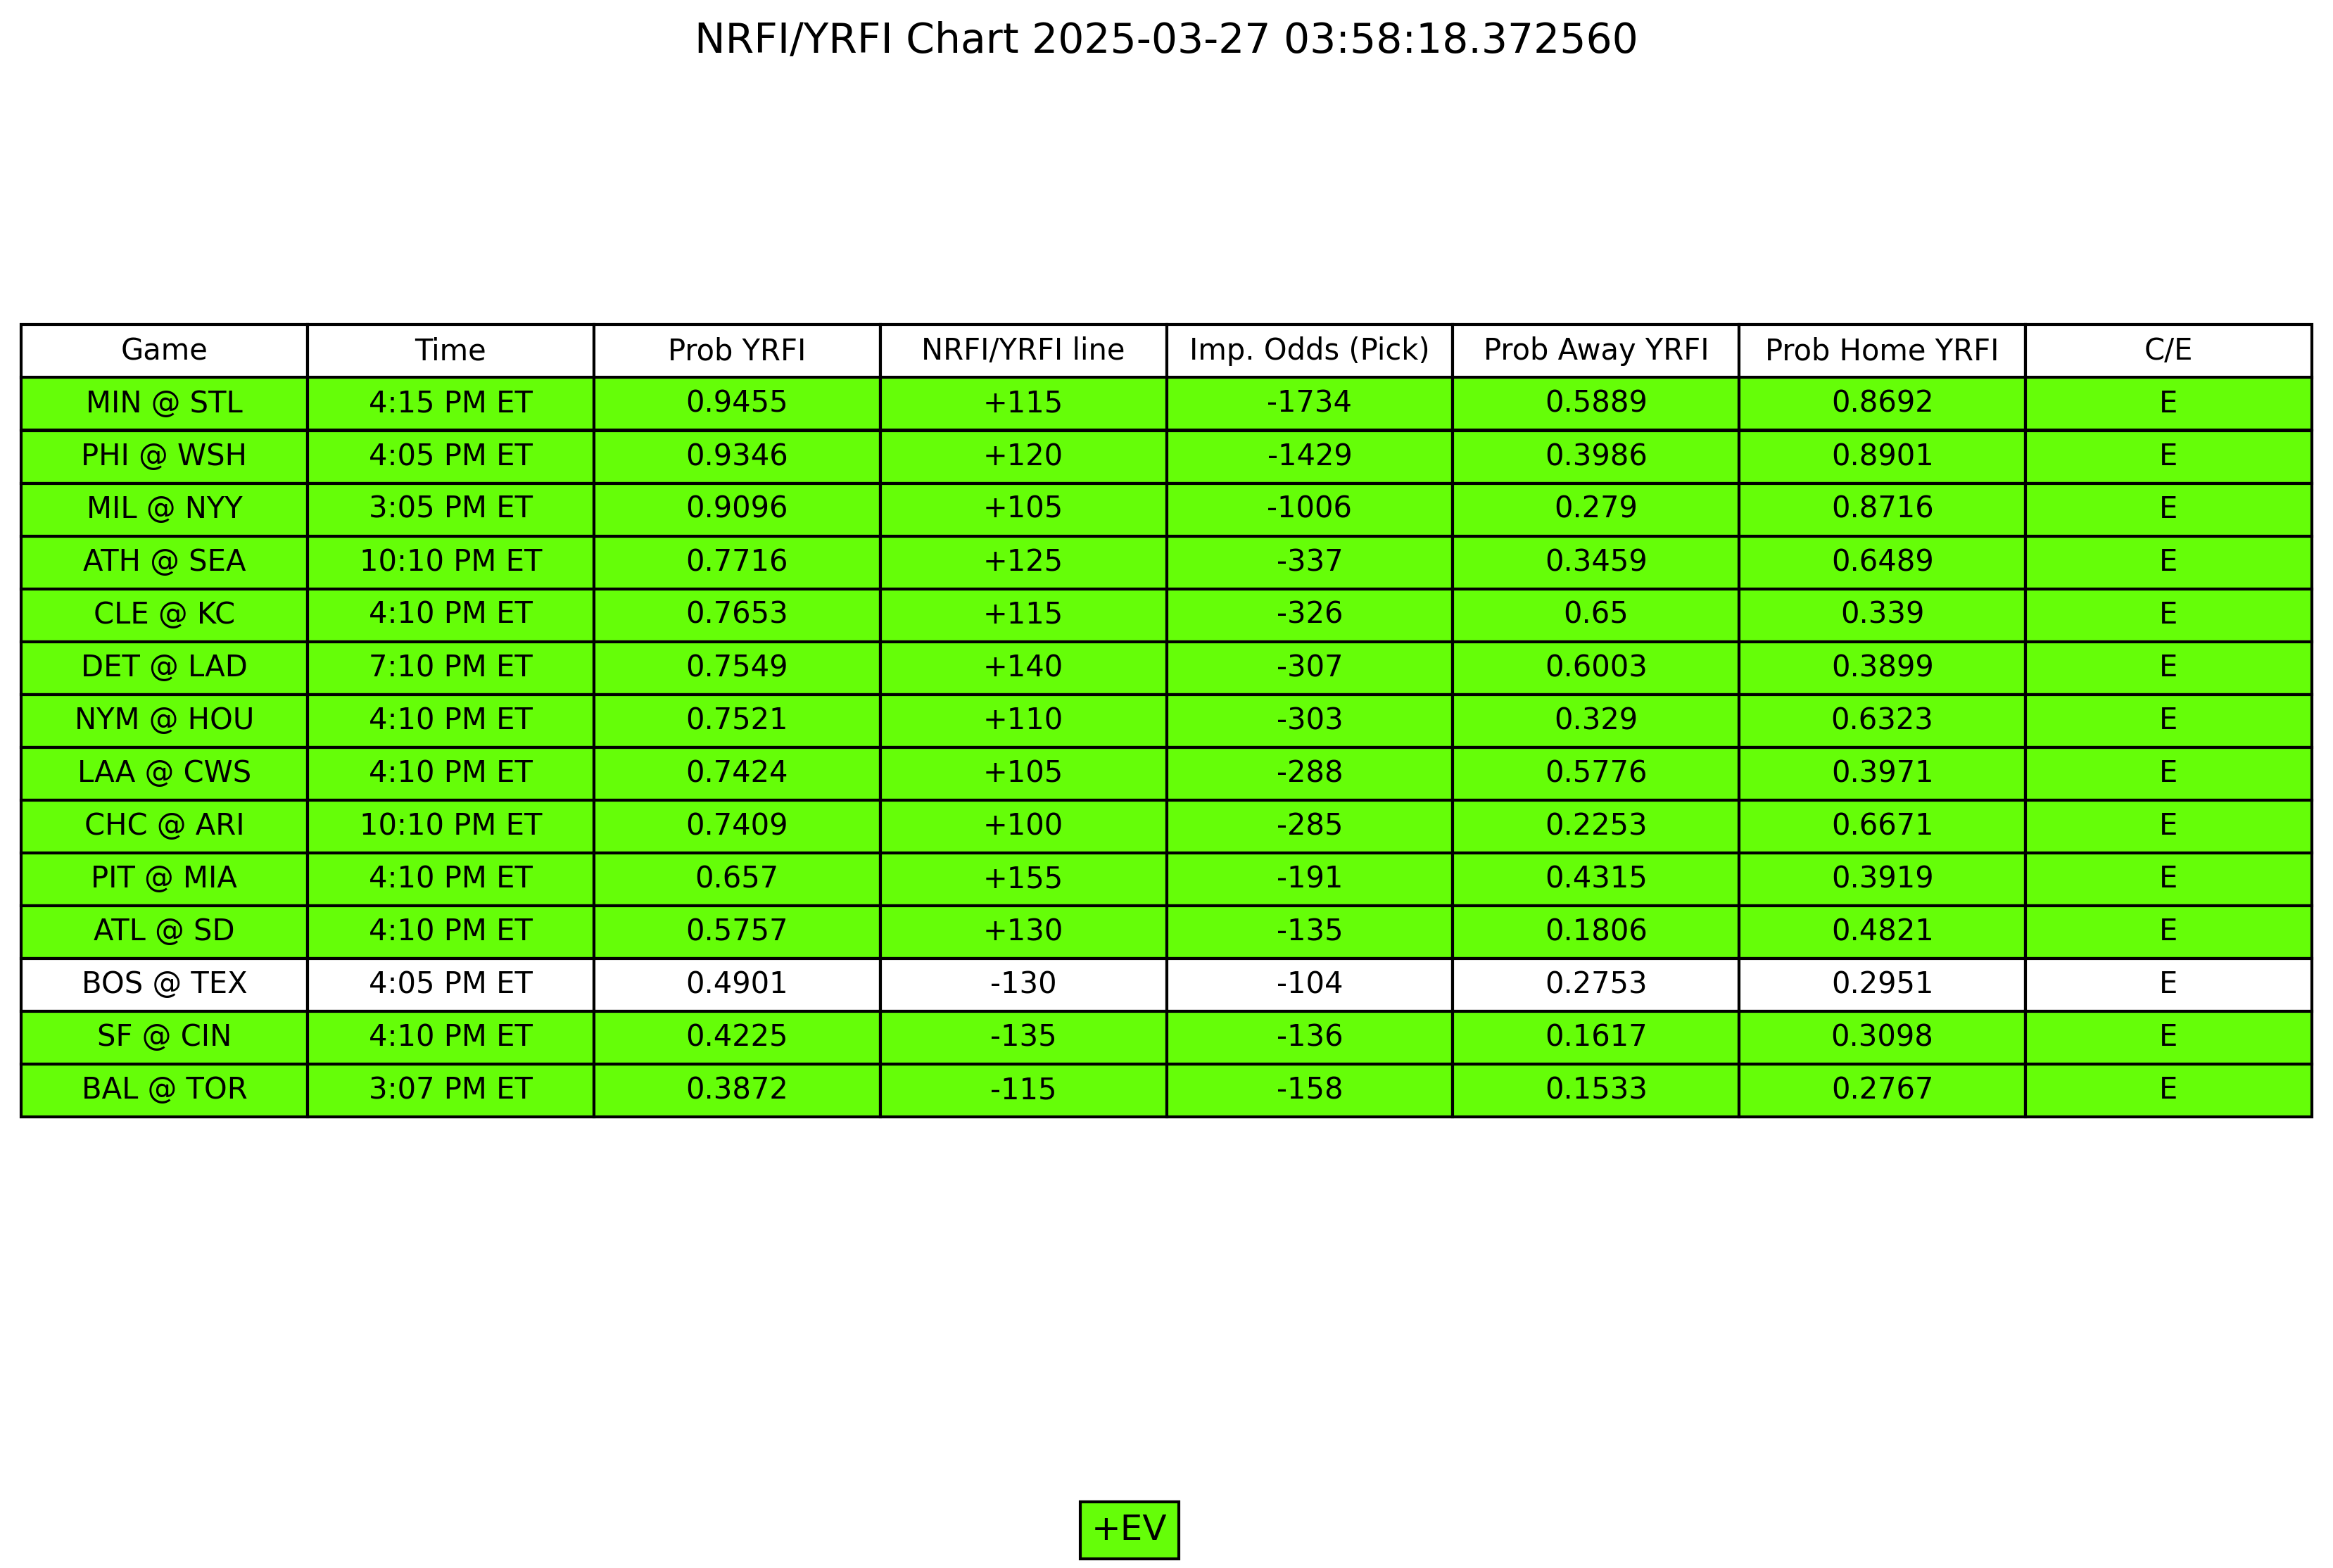 NRFI/YRFI Chart 2025-03-27 03:58:18.372560
Game Time Prob YRFI NRFI/YRFI line Imp. Odds (Pick) Prob Away YRFI Prob Home YRFI C/E
MIN @ STL 4:15 PM ET 0.9455 +115 -1734 0.5889 0.8692 E
PHI @ WSH 4:05 PM ET 0.9346 +120 -1429 0.3986 0.8901 E
MIL @ NYY 3:05 PM ET 0.9096 +105 -1006 0.279 0.8716 E
ATH @ SEA 10:10 PM ET 0.7716 +125 -337 0.3459 0.6489 E
CLE @ KC 4:10 PM ET 0.7653 +115 -326 0.65 0.339 E
DET @ LAD 7:10 PM ET 0.7549 +140 -307 0.6003 0.3899 E
NYM @ HOU 4:10 PM ET 0.7521 +110 -303 0.329 0.6323 E
LAA @ CWS 4:10 PM ET 0.7424 +105 -288 0.5776 0.3971 E
CHC @ ARI 10:10 PM ET 0.7409 +100 -285 0.2253 0.6671 E
PIT @ MIA 4:10 PM ET 0.657 +155 -191 0.4315 0.3919 E
ATL @ SD 4:10 PM ET 0.5757 +130 -135 0.1806 0.4821 E
BOS @ TEX 4:05 PM ET 0.4901 -130 -104 0.2753 0.2951 E
SF @ CIN 4:10 PM ET 0.4225 -135 -136 0.1617 0.3098 E
BAL @ TOR 3:07 PM ET 0.3872 -115 -158 0.1533 0.2767 E
+EV